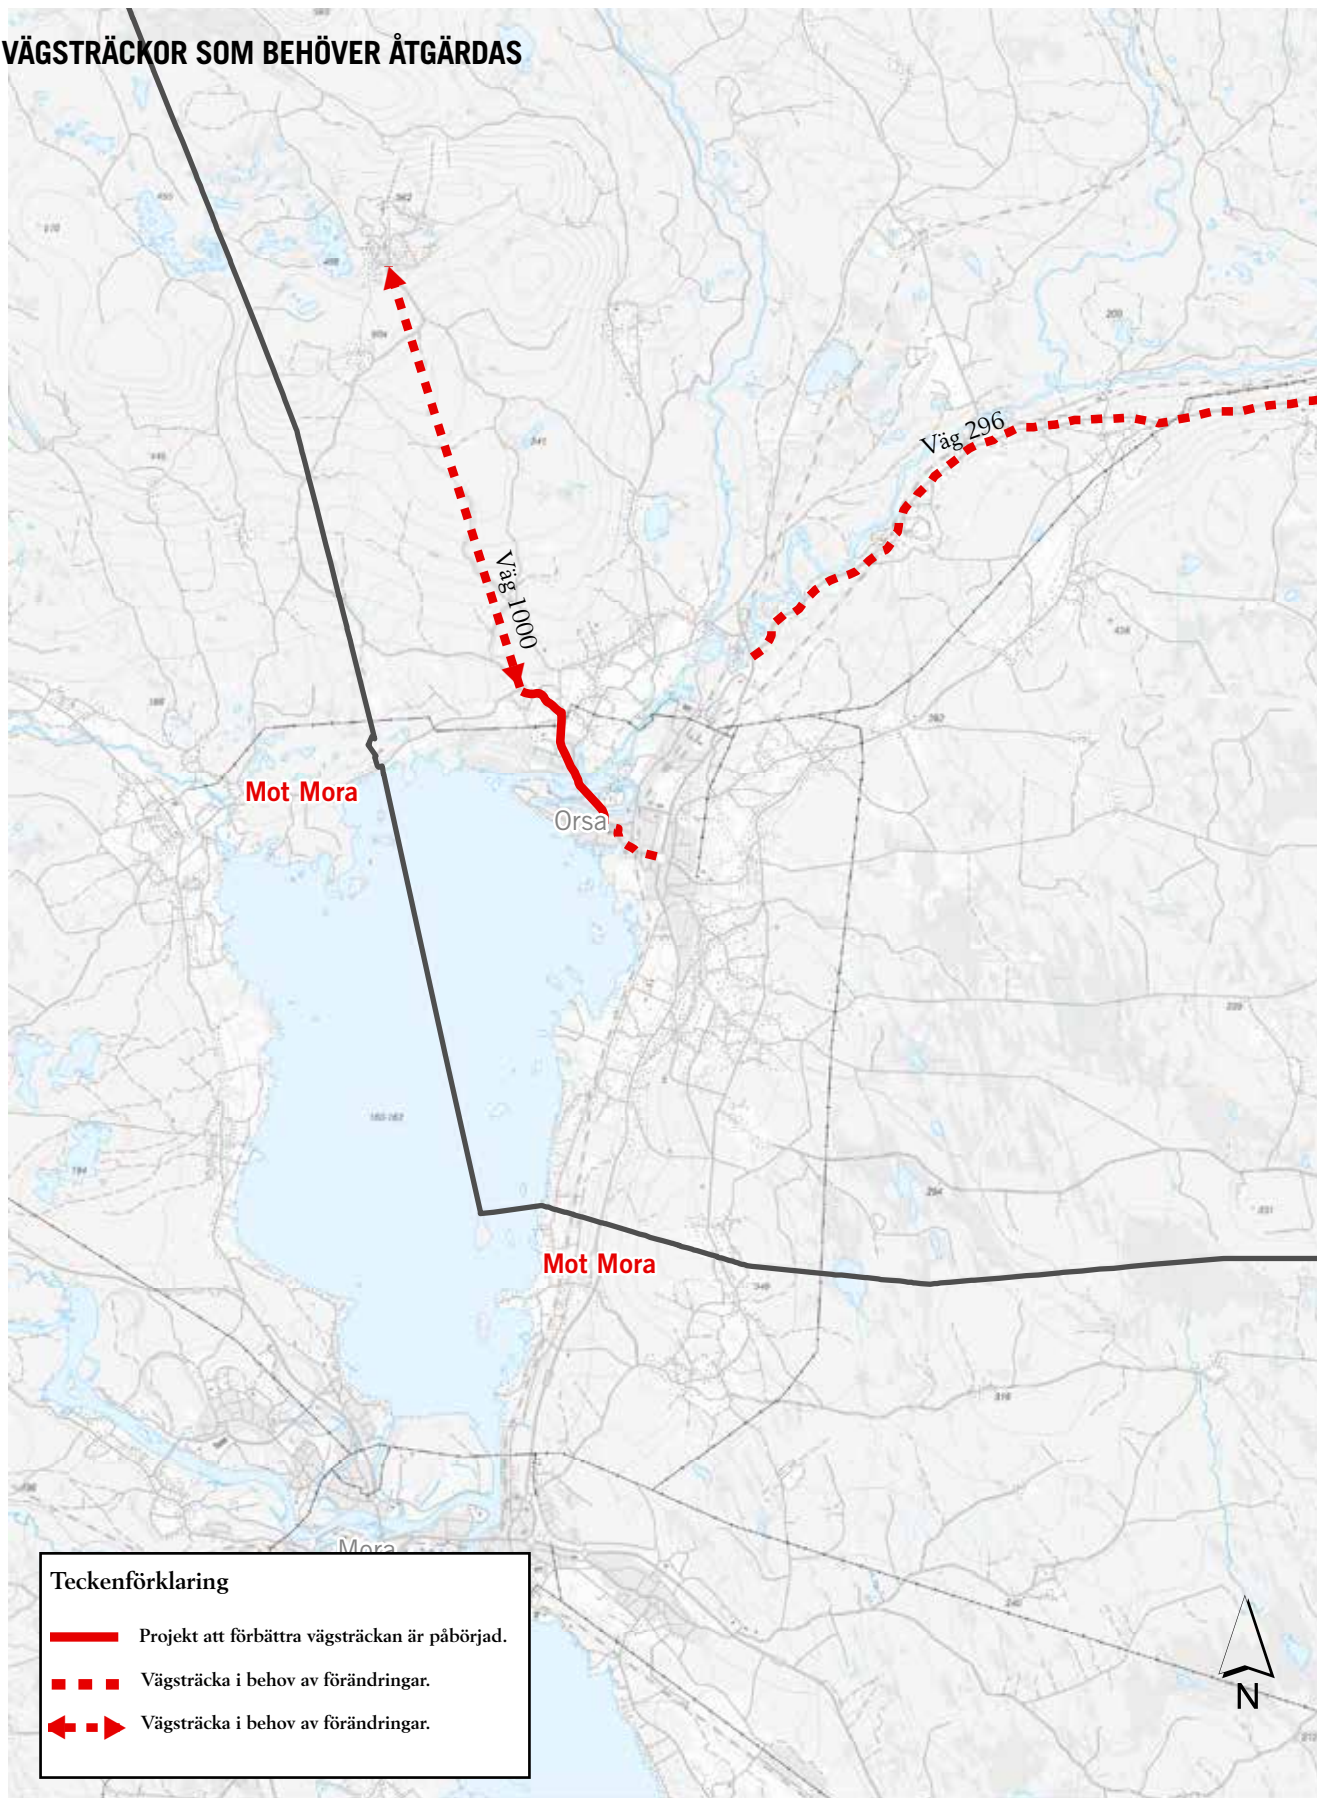 VÄGSTRÄCKOR SOM BEHÖVER ÅTGÄRDAS
Väg 296
Väg 1000
Mot Mora
Orsa
Mot Mora
Mora
Teckenförklaring
Projekt att förbättra vägsträckan är påbörjad.
Vägsträcka i behov av förändringar.
Vägsträcka i behov av förändringar.
N